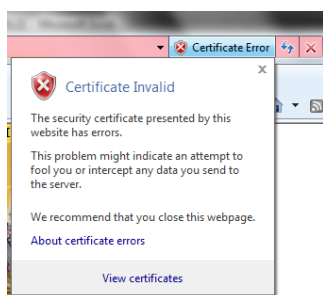 Certificate Error
Certificate Invalid
The security certificate presented by this
website has errors.
This problem might indicate an attempt to
fool you or intercept any data you send to
the server.
We recommend that you close this webpage.
About certificate errors
View certificates